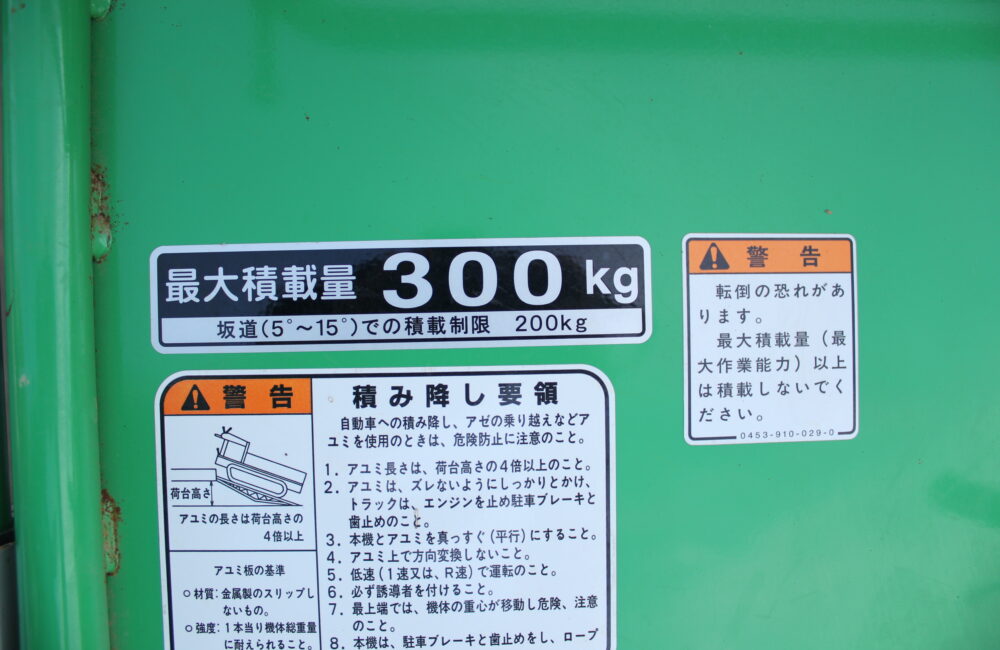 最大積載量 300kg
坂道(5°〜15°)での積載制限 200kg
警告
転倒の恐れがあ
ります。
最大積載量(最
大作業能力)以上
は積載しないでく
ださい。
0453-910-029-0
警告
荷台高さ
アユミの長さは荷台高さの
4倍以上
アユミ板の基準
○材質:金属製のスリップし
ないもの。
○強度:1本当り機体総重量
に耐えられること。
積み降し要領
自動車への積み降し、アゼの乗り越えなどア
ユミを使用のときは、危険防止に注意のこと。
1. アユミ長さは、荷台高さの4倍以上のこと。
2. アユミは、ズレないようにしっかりとかけ、
トラックは、エンジンを止め駐車ブレーキと
歯止めのこと。
3. 本機とアユミを真っすぐ(平行)にすること。
4. アユミ上で方向変換しないこと。
5. 低速(1速又は、R速)で運転のこと。
6. 必ず誘導者を付けること。
7. 最上端では、機体の重心が移動し危険、注意
のこと。
8. 本機は、駐車ブレーキと歯止めをし、ロープ